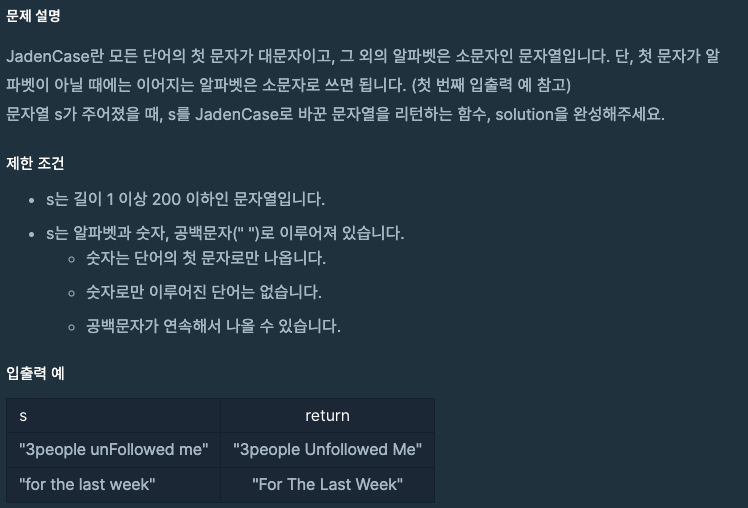 문제 설명
JadenCase란 모든 단어의 첫 문자가 대문자이고, 그 외의 알파벳은 소문자인 문자열입니다. 단, 첫 문자가 알
파벳이 아닐 때에는 이어지는 알파벳은 소문자로 쓰면 됩니다. (첫 번째 입출력 예 참고)
문자열 s가 주어졌을 때, s를 JadenCase로 바꾼 문자열을 리턴하는 함수, solution을 완성해주세요.
제한 조건
• s는 길이 1 이상 200 이하인 문자열입니다.
• s는 알파벳과 숫자, 공백문자(" ")로 이루어져 있습니다.
◦ 숫자는 단어의 첫 문자로만 나옵니다.
◦ 숫자로만 이루어진 단어는 없습니다.
◦ 공백문자가 연속해서 나올 수 있습니다.
입출력 예
s return
"3people unFollowed me" "3people Unfollowed Me"
"for the last week" "For The Last Week"